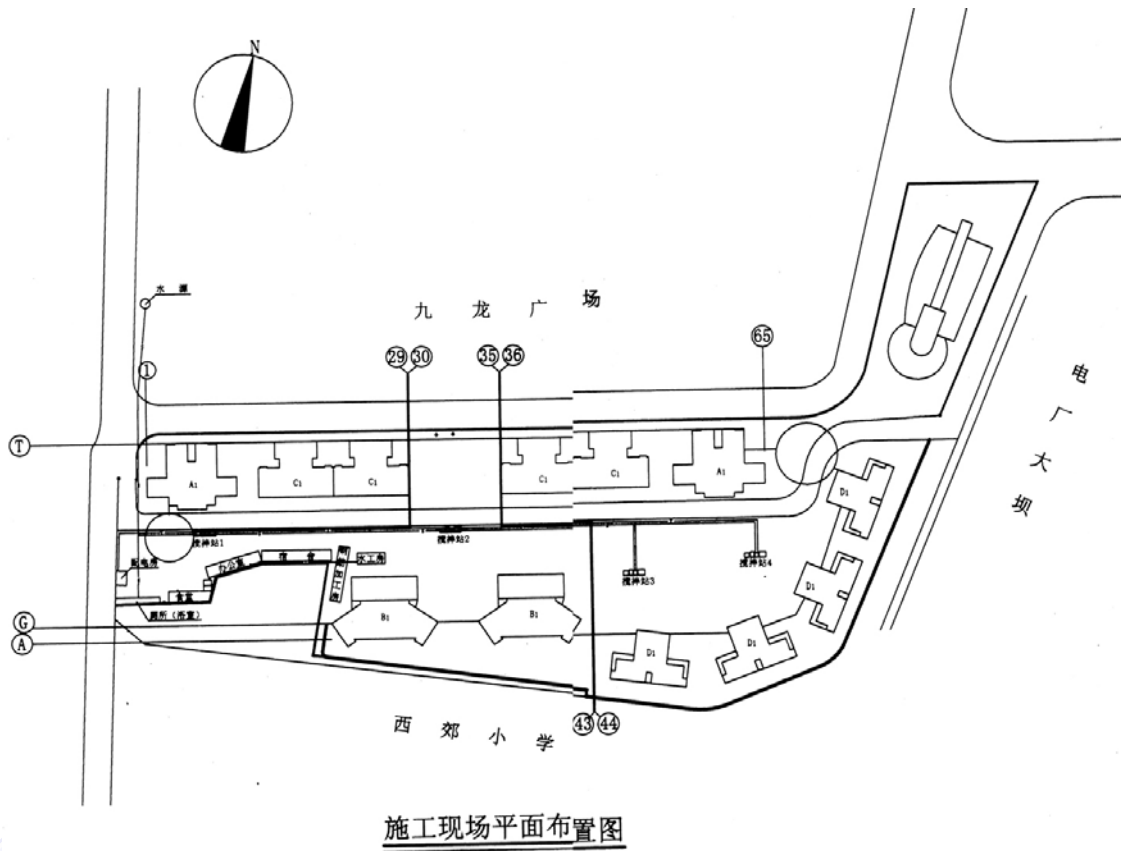 N
水 源
九 龙 广 场
29 30 35 36 65
1
电厂大坝
T
A1 C1 C1 C1 C1 A1 D1
搅拌站1 搅拌站2 搅拌站3 搅拌站4
配电房
办公室 宿 舍 木工房
食堂
厕所（浴室）
D1
G
B1 B1
A
D1 D1
西 郊 小 学
43 44
施工现场平面布置图